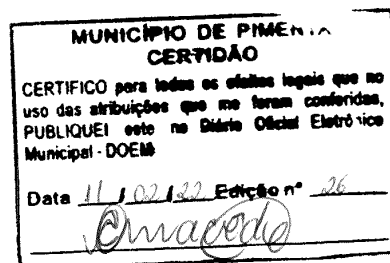 MUNICÍPIO DE PIMENTA
CERTIDÃO
CERTIFICO para todos os efeitos legais que no
uso das atribuições que me foram conferidas,
PUBLIQUEI este no Diário Oficial Eletrônico
Municipal - DOEM
Data 11 / 02 / 22 Edição nº 26